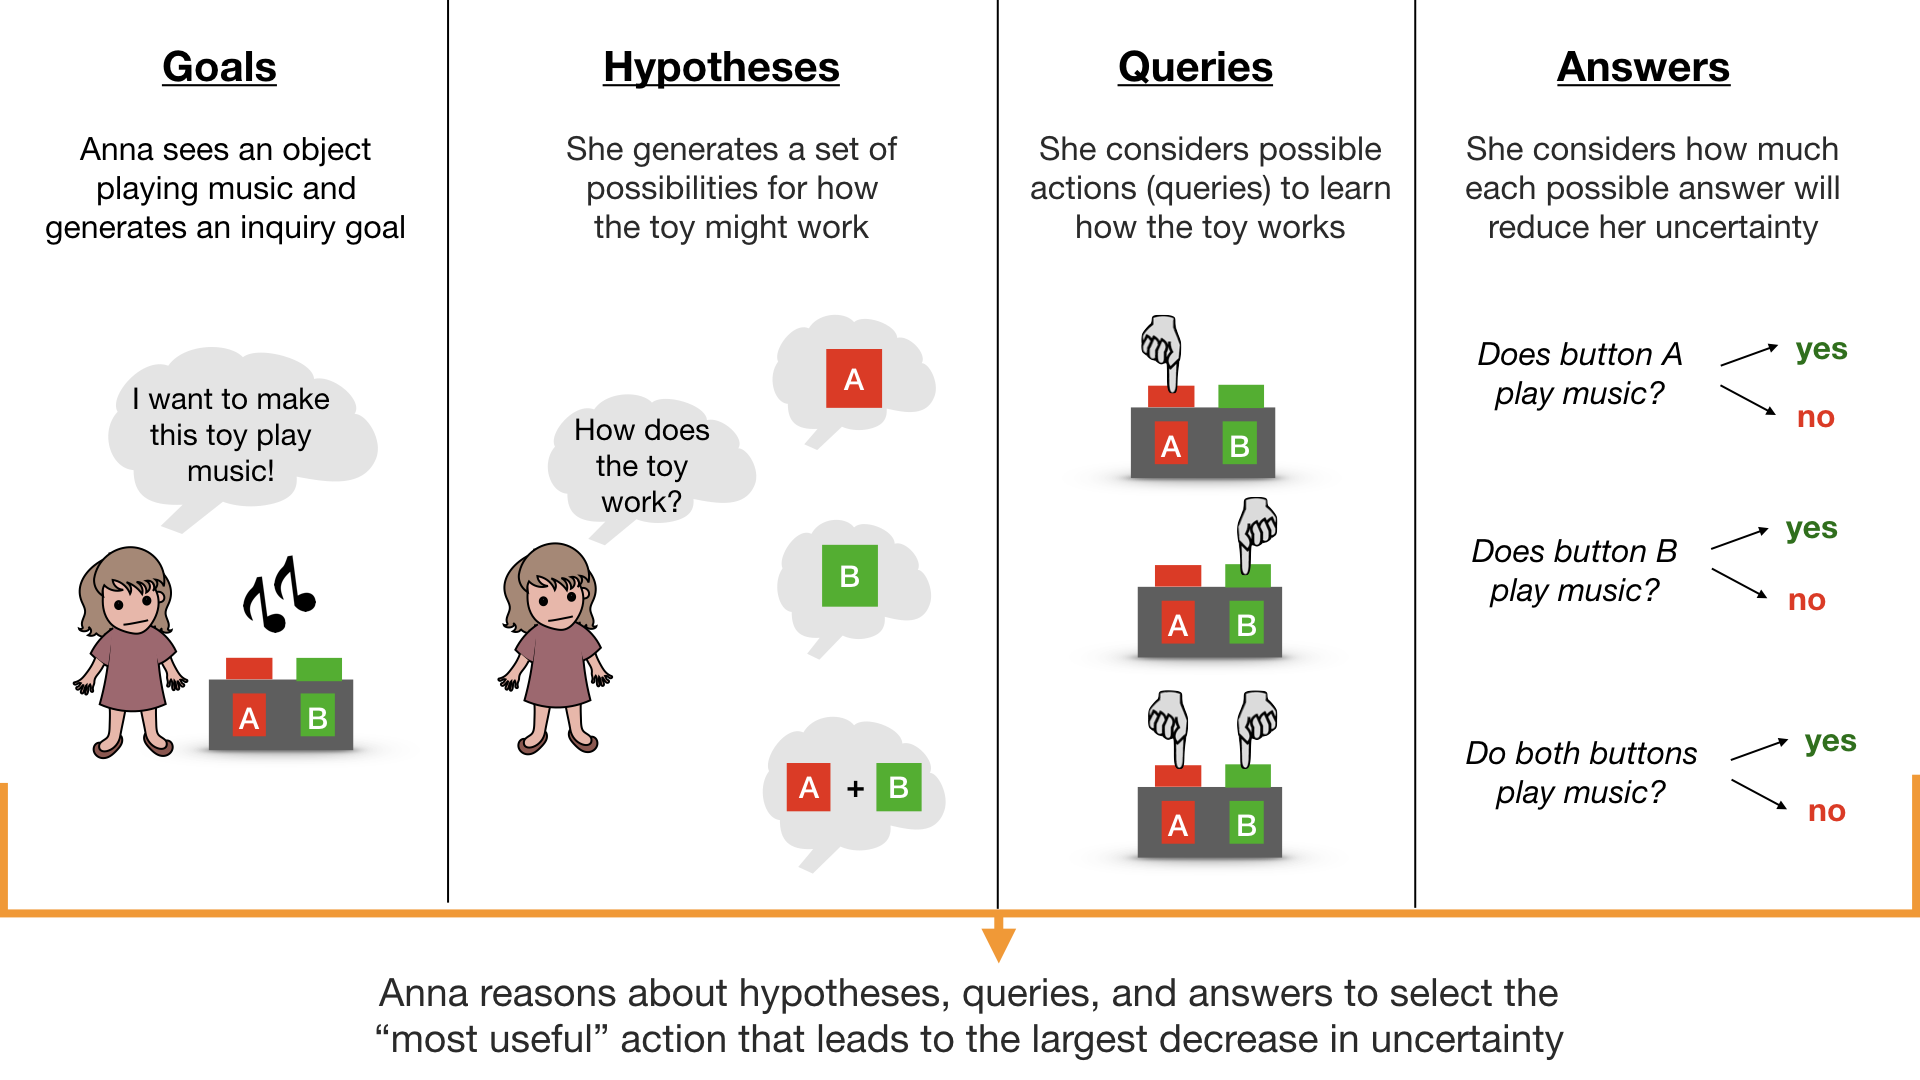 Goals
Anna sees an object
playing music and
generates an inquiry goal
I want to make
this toy play
music!
A B
Hypotheses
She generates a set of
possibilities for how
the toy might work
How does
the toy
work?
A
B
A + B
Queries
She considers possible
actions (queries) to learn
how the toy works
A B
A B
A B
Answers
She considers how much
each possible answer will
reduce her uncertainty
Does button A
play music?
yes
no
Does button B
play music?
yes
no
Do both buttons
play music?
yes
no
Anna reasons about hypotheses, queries, and answers to select the
“most useful” action that leads to the largest decrease in uncertainty